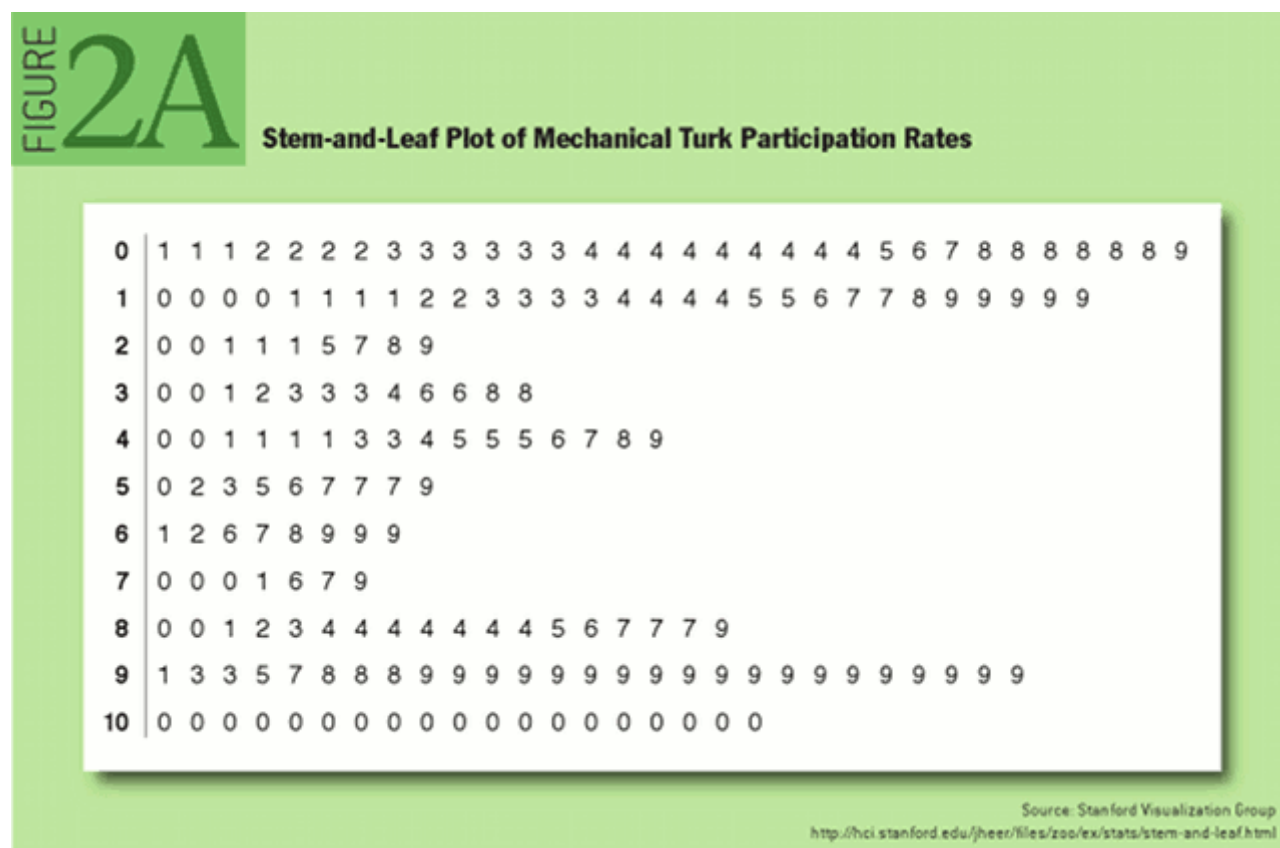 FIGURE
2A
Stem-and-Leaf Plot of Mechanical Turk Participation Rates
0 1 1 1 2 2 2 2 3 3 3 3 3 3 4 4 4 4 4 4 4 4 4 5 6 7 8 8 8 8 8 8 9
1 0 0 0 0 1 1 1 1 2 2 3 3 3 3 4 4 4 4 5 5 6 7 7 8 9 9 9 9 9
2 0 0 1 1 1 5 7 8 9
3 0 0 1 2 3 3 3 4 6 6 8 8
4 0 0 1 1 1 1 3 3 4 5 5 5 6 7 8 9
5 0 2 3 5 6 7 7 7 9
6 1 2 6 7 8 9 9 9
7 0 0 0 1 6 7 9
8 0 0 1 2 3 4 4 4 4 4 4 4 5 6 7 7 7 9
9 1 3 3 5 7 8 8 8 9 9 9 9 9 9 9 9 9 9 9 9 9 9 9 9 9 9 9
10 0 0 0 0 0 0 0 0 0 0 0 0 0 0 0 0 0 0 0
Source: Stanford Visualization Group
http://hci.stanford.edu/jheer/files/zoo/ex/stats/stem-and-leaf.html